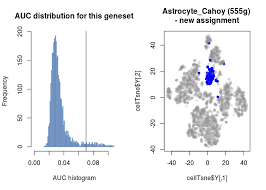 AUC distribution for this geneset
Frequency
200
150
100
50
0
0.00
0.04
0.08
AUC histogram
Astrocyte_Cahoy (555g)
- new assignment
cellTsne$Y[,2]
40
20
0
-20
-40
-40
-20
0
20
40
cellTsne$Y[,1]